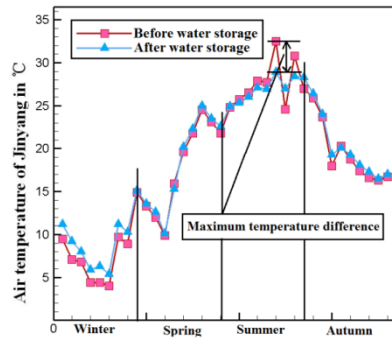 35
30
25
20
15
10
5
0
Air temperature of Jinyang in ℃
Before water storage
After water storage
Maximum temperature difference
Winter Spring Summer Autumn